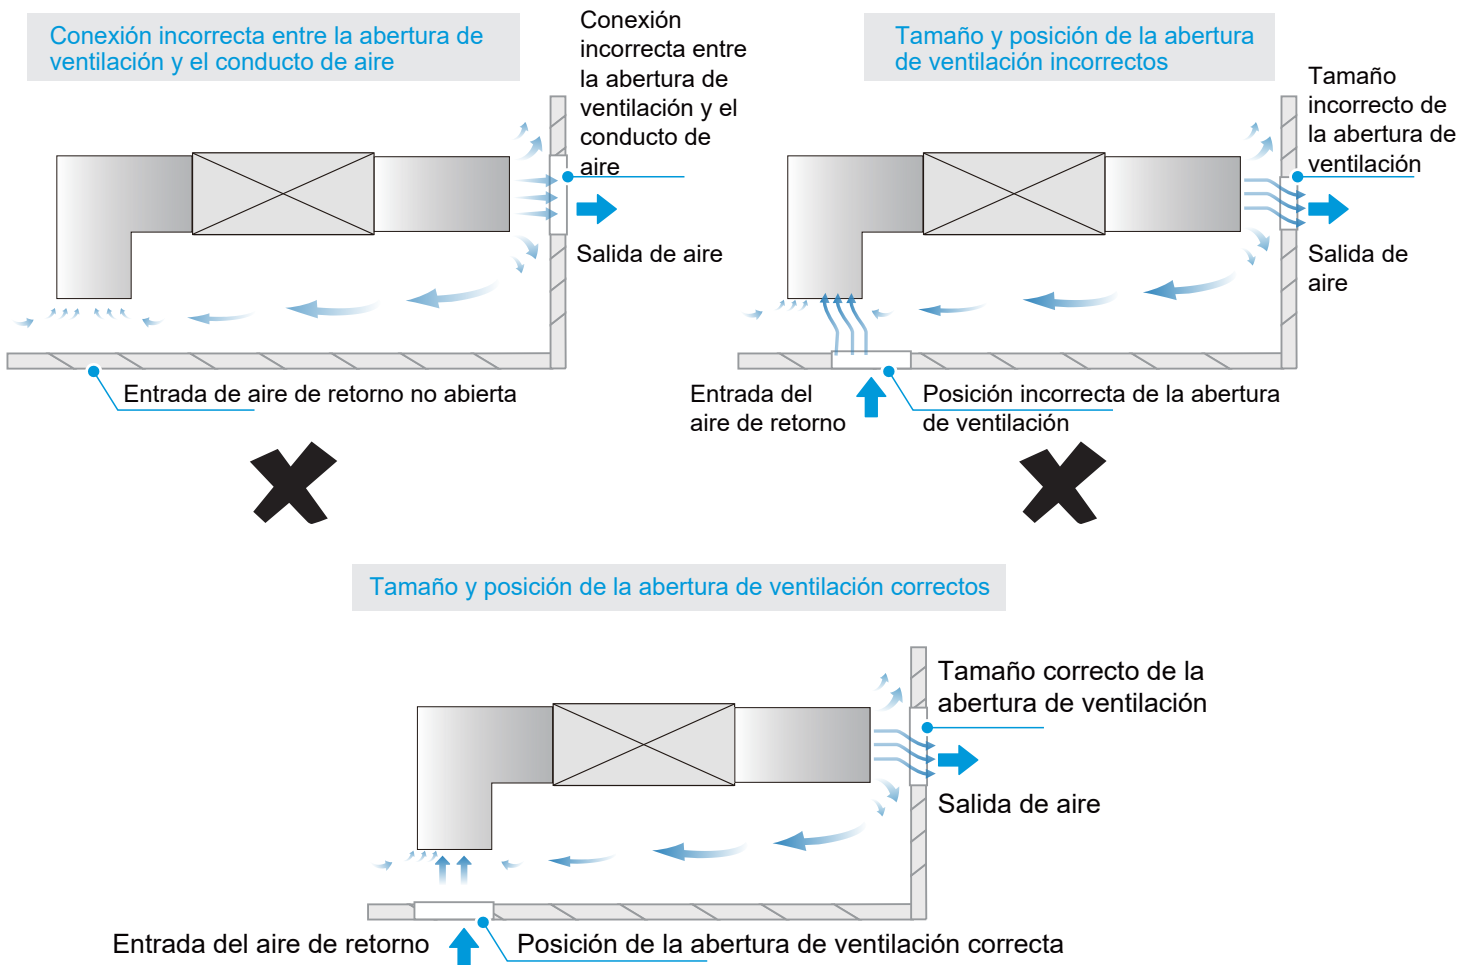 Conexión incorrecta entre la abertura de
ventilación y el conducto de aire
Conexión
incorrecta entre
la abertura de
ventilación y el
conducto de
aire
Salida de aire
Entrada de aire de retorno no abierta
Tamaño y posición de la abertura
de ventilación incorrectos
Tamaño
incorrecto de
la abertura de
ventilación
Salida de
aire
Entrada del
aire de retorno
Posición incorrecta de la abertura
de ventilación
Tamaño y posición de la abertura de ventilación correctos
Tamaño correcto de la
abertura de ventilación
Salida de aire
Entrada del aire de retorno
Posición de la abertura de ventilación correcta